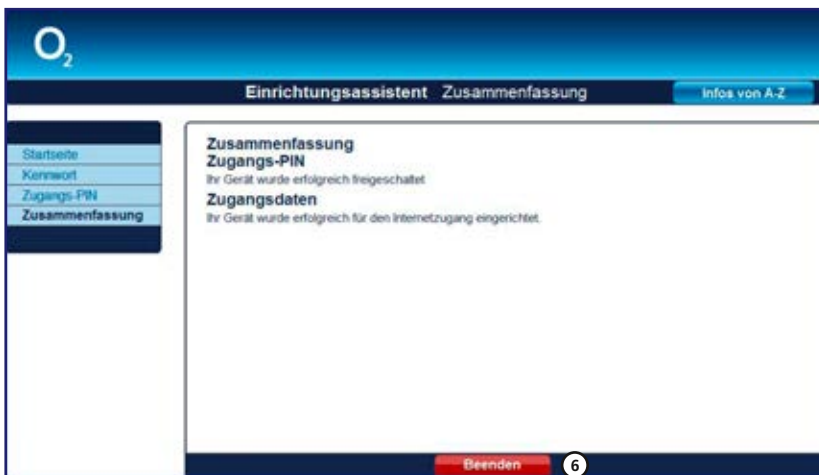 O2
Einrichtungsassistent Zusammenfassung
Infos von A-Z
Startseite
Kennwort
Zugangs-PIN
Zusammenfassung
Zusammenfassung
Zugangs-PIN
Ihr Gerät wurde erfolgreich freigeschaltet
Zugangsdaten
Ihr Gerät wurde erfolgreich für den Internetzugang eingerichtet.
Beenden
6